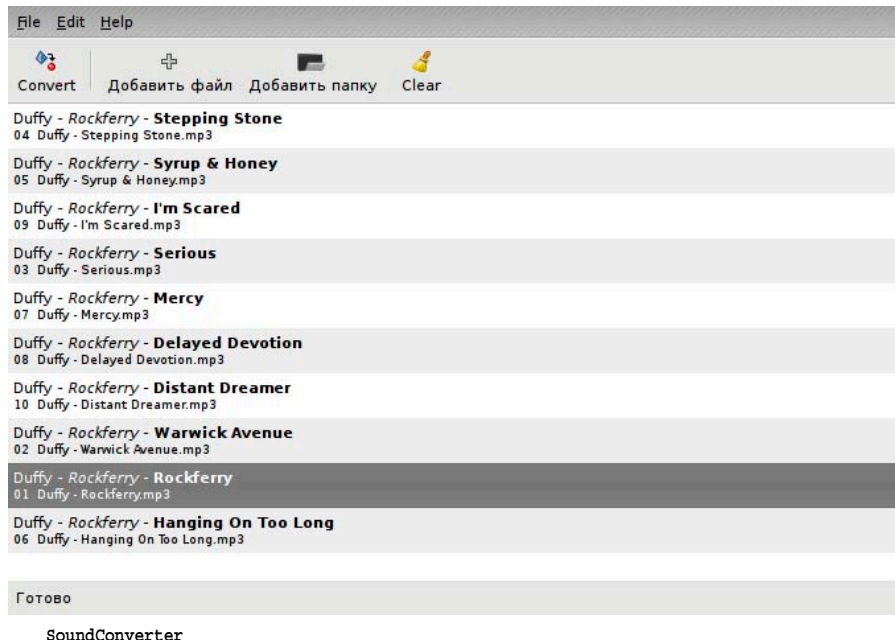 File Edit Help
Convert Добавить файл Добавить папку Clear
Duffy - Rockferry - Stepping Stone
04 Duffy - Stepping Stone.mp3
Duffy - Rockferry - Syrup & Honey
05 Duffy - Syrup & Honey.mp3
Duffy - Rockferry - I'm Scared
09 Duffy - I'm Scared.mp3
Duffy - Rockferry - Serious
03 Duffy - Serious.mp3
Duffy - Rockferry - Mercy
07 Duffy - Mercy.mp3
Duffy - Rockferry - Delayed Devotion
08 Duffy - Delayed Devotion.mp3
Duffy - Rockferry - Distant Dreamer
10 Duffy - Distant Dreamer.mp3
Duffy - Rockferry - Warwick Avenue
02 Duffy - Warwick Avenue.mp3
Duffy - Rockferry - Rockferry
01 Duffy - Rockferry.mp3
Duffy - Rockferry - Hanging On Too Long
06 Duffy - Hanging On Too Long.mp3
Готово
SoundConverter